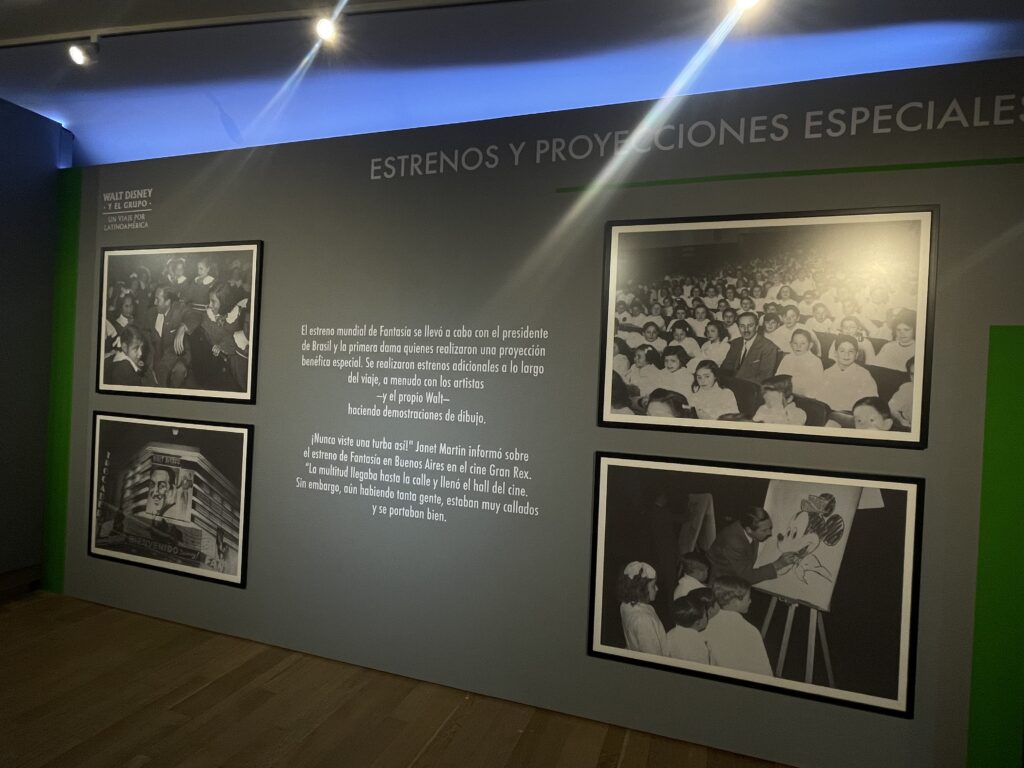 ESTRENOS Y PROYECCIONES ESPECIALES
WALT DISNEY
· Y EL GRUPO ·
UN VIAJE POR
LATINOAMÉRICA
El estreno mundial de Fantasía se llevó a cabo con el presidente
de Brasil y la primera dama quienes realizaron una proyección
benéfica especial. Se realizaron estrenos adicionales a lo largo
del viaje, a menudo con los artistas
–y el propio Walt–
haciendo demostraciones de dibujo.
¡Nunca viste una turba así!" Janet Martin informó sobre
el estreno de Fantasía en Buenos Aires en el cine Gran Rex.
"La multitud llegaba hasta la calle y llenó el hall del cine.
Sin embargo, aún habiendo tanta gente, estaban muy callados
y se portaban bien.
BIENVENIDO